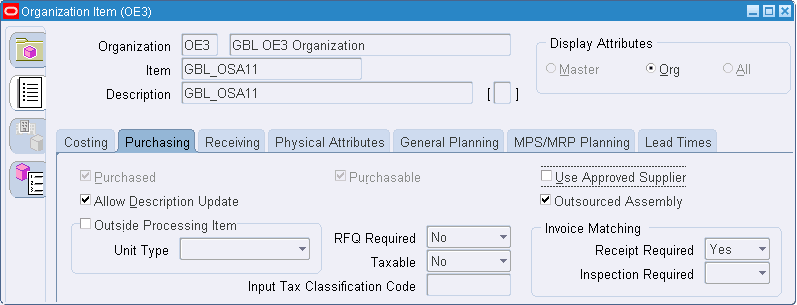 Organization Item (OE3)
Organization OE3 GBL OE3 Organization
Item GBL_OSA11
Description GBL_OSA11 [ ]
Display Attributes
Master Org All
Costing Purchasing Receiving Physical Attributes General Planning MPS/MRP Planning Lead Times
Purchased Purchasable Use Approved Supplier
Allow Description Update Outsourced Assembly
Outside Processing Item
Unit Type
RFQ Required No
Taxable No
Input Tax Classification Code
Invoice Matching
Receipt Required Yes
Inspection Required